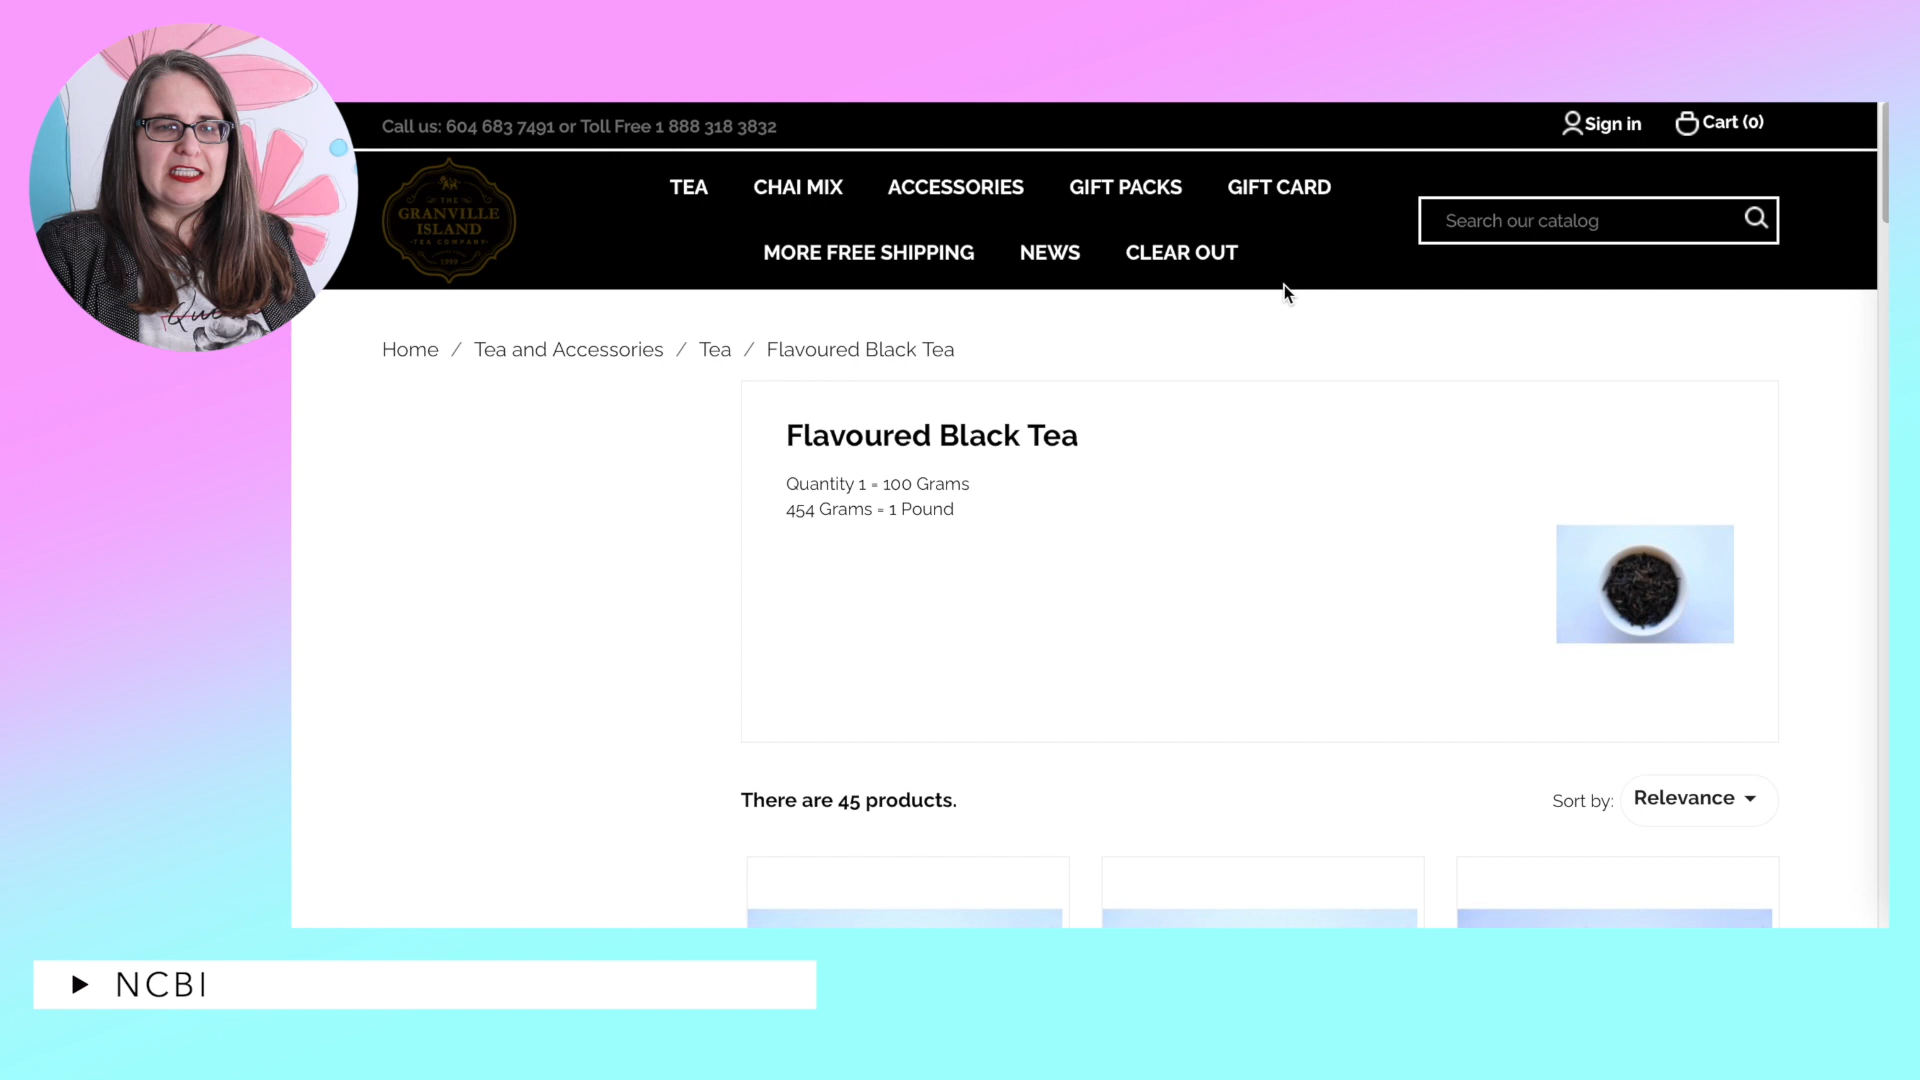 Call us: 604 683 7491 or Toll Free 1 888 318 3832
Sign in
Cart (0)
THE
GRANVILLE
ISLAND
TEA COMPANY
TEA
CHAI MIX
ACCESSORIES
GIFT PACKS
GIFT CARD
MORE FREE SHIPPING
NEWS
CLEAR OUT
Search our catalog
Home / Tea and Accessories / Tea / Flavoured Black Tea
Flavoured Black Tea
Quantity 1 = 100 Grams
454 Grams = 1 Pound
There are 45 products.
Sort by: Relevance
NCBI